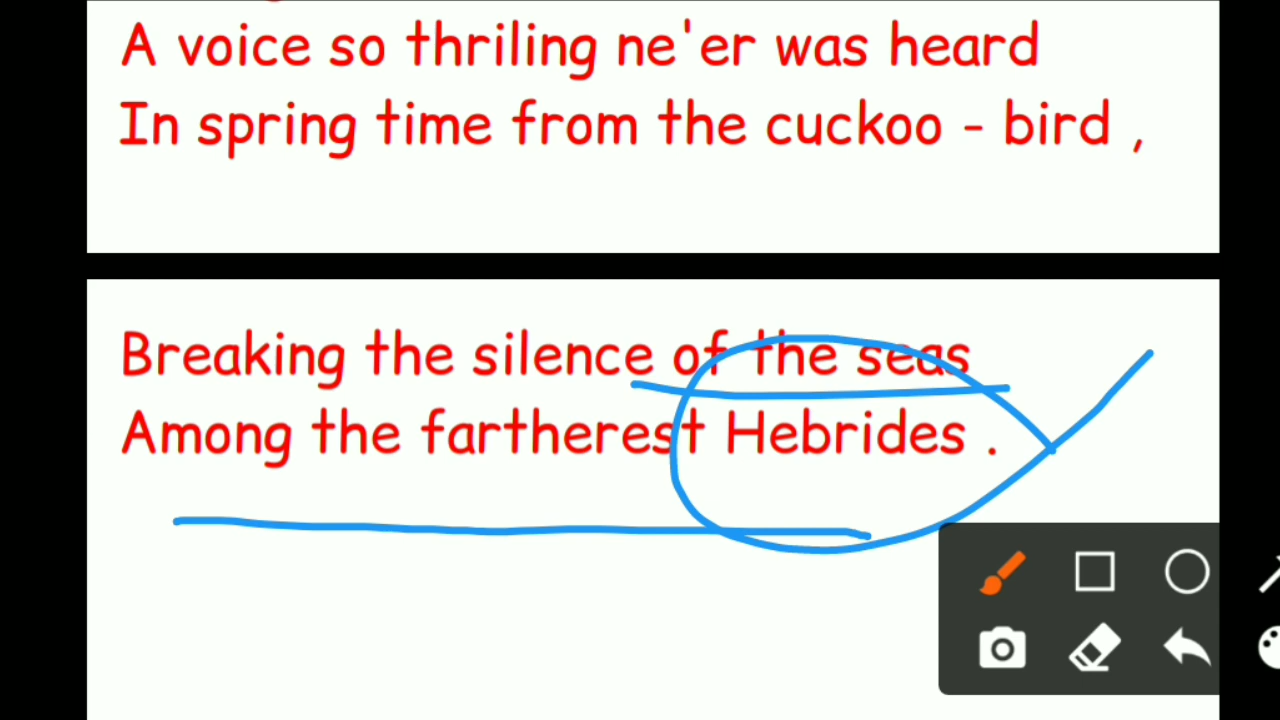 A voice so thriling ne'er was heard
In spring time from the cuckoo - bird ,
Breaking the silence of the seas
Among the fartherest Hebrides .